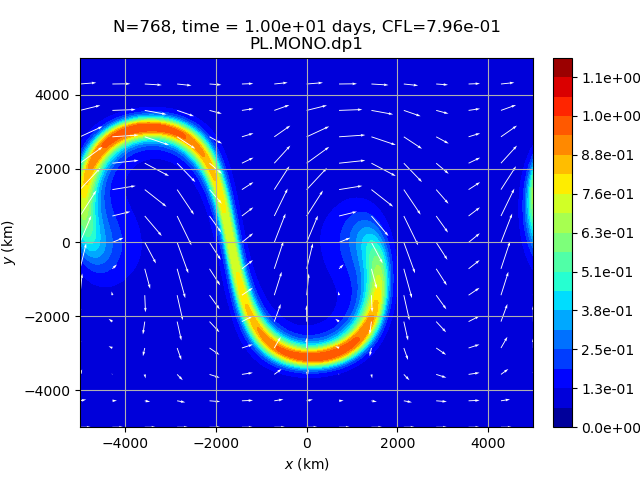 N=768, time = 1.00e+01 days, CFL=7.96e-01
PL.MONO.dp1
4000
2000
0
−2000
−4000
y (km)
−4000
−2000
0
2000
4000
x (km)
1.1e+00
1.0e+00
8.8e-01
7.6e-01
6.3e-01
5.1e-01
3.8e-01
2.5e-01
1.3e-01
0.0e+00